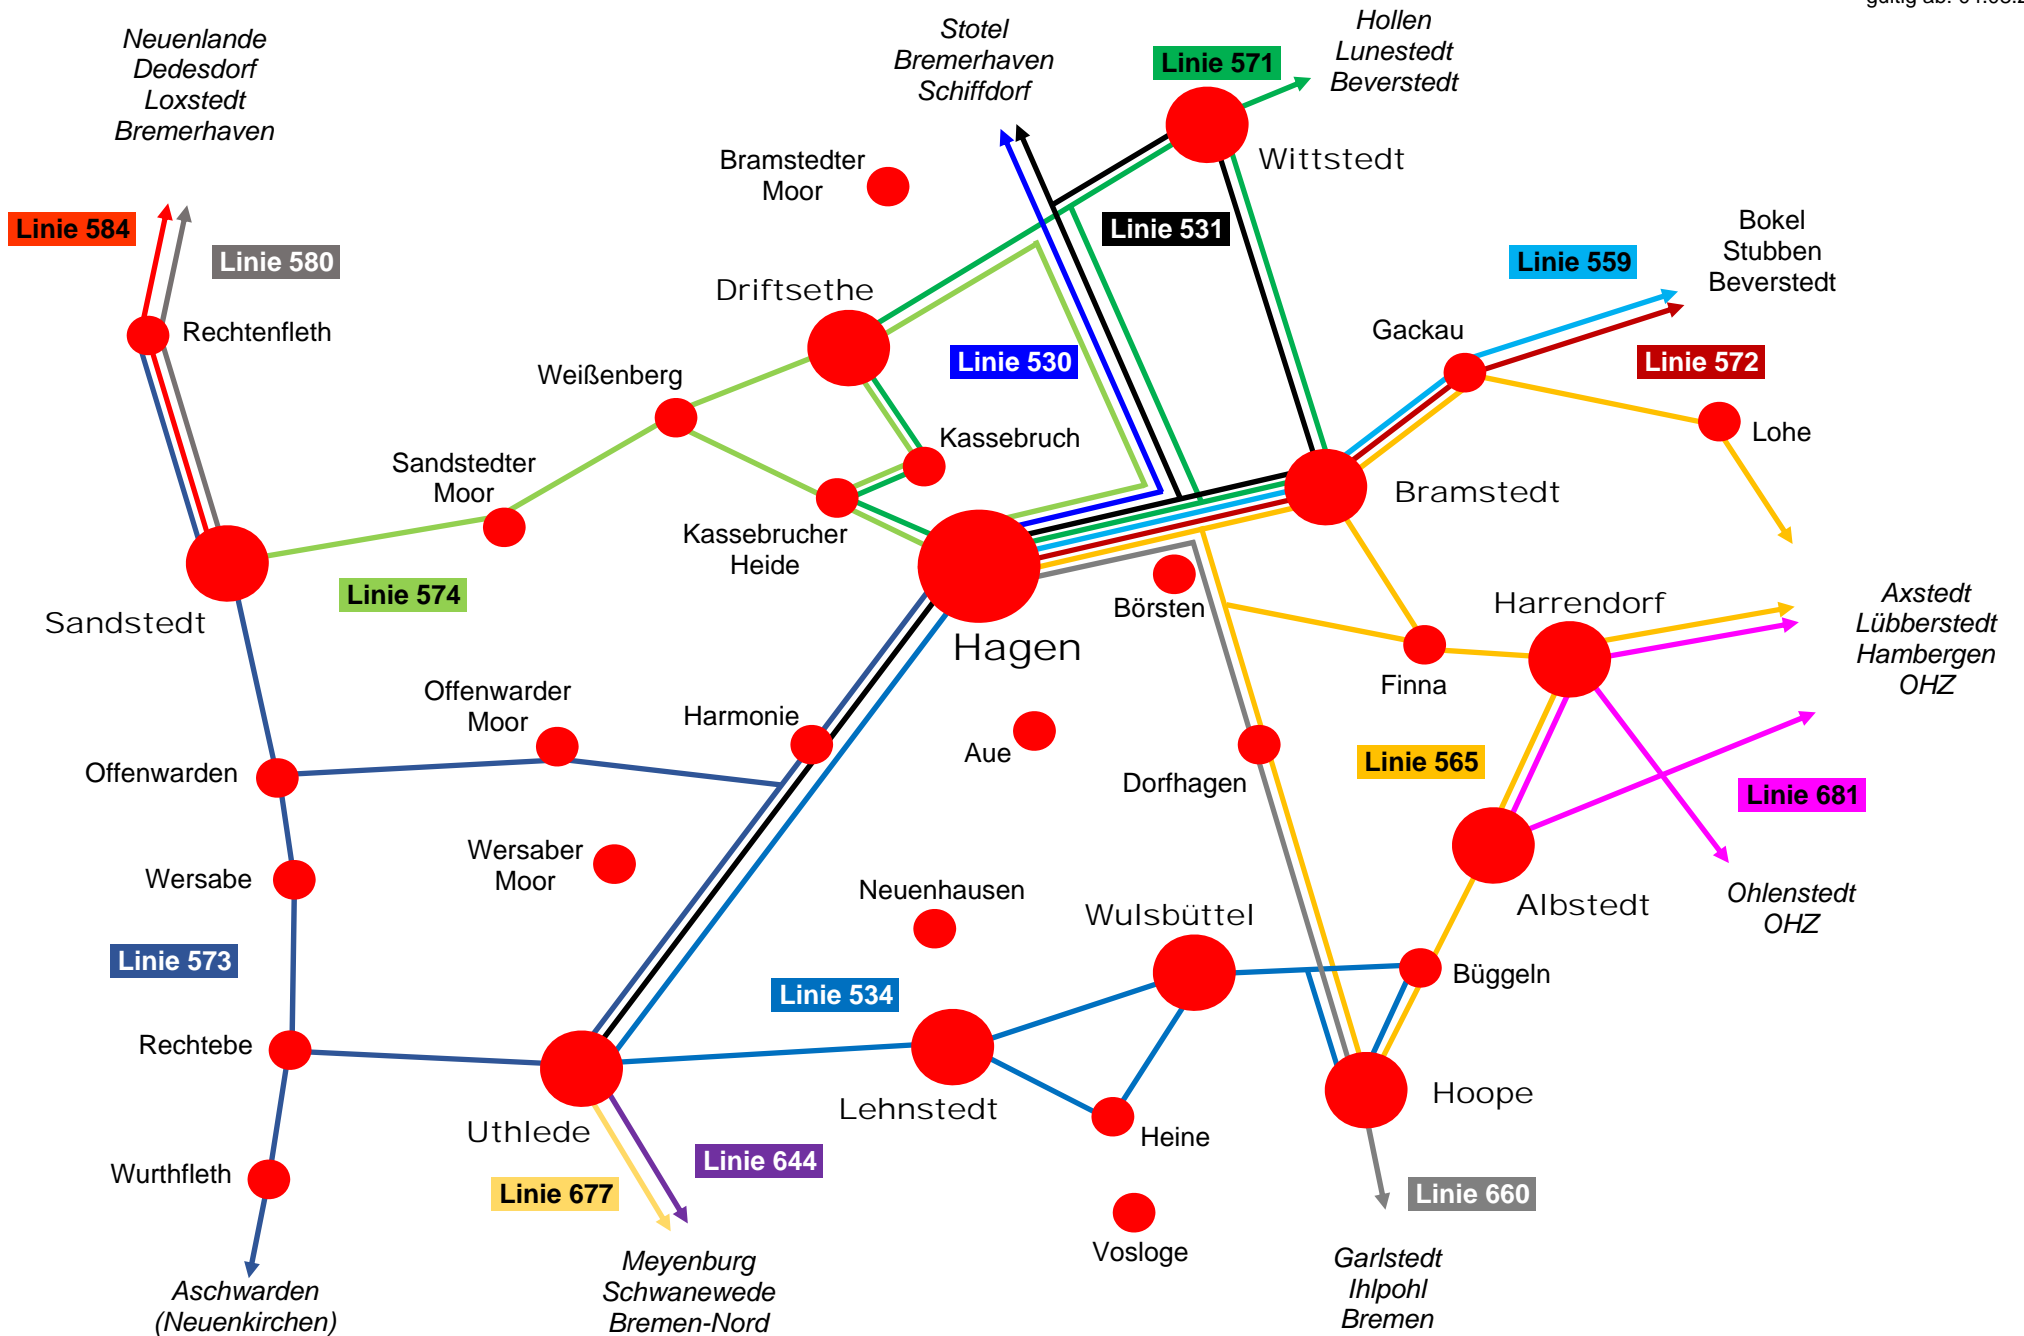 Neuenlande
Dedesdorf
Loxstedt
Bremerhaven
Stotel
Bremerhaven
Schiffdorf
Linie 571
Hollen
Lunestedt
Beverstedt
Bramstedter
Moor
Wittstedt
Linie 584
Linie 580
Linie 531
Bokel
Stubben
Beverstedt
Linie 559
Driftsethe
Rechtenfleth
Gackau
Linie 530
Linie 572
Weißenberg
Kassebruch
Lohe
Sandstedter
Moor
Bramstedt
Kassebrucher
Heide
Linie 574
Sandstedt
Börsten
Harrendorf
Axstedt
Lübberstedt
Hambergen
OHZ
Hagen
Finna
Offenwarder
Moor
Harmonie
Aue
Offenwarden
Dorfhagen
Linie 565
Linie 681
Wersaber
Moor
Wersabe
Neuenhausen
Wulsbüttel
Albstedt
Ohlenstedt
OHZ
Linie 573
Linie 534
Büggeln
Rechtebe
Uthlede
Lehnstedt
Heine
Hoope
Linie 644
Wurthfleth
Linie 677
Linie 660
Vosloge
Aschwarden
(Neuenkirchen)
Meyenburg
Schwanewede
Bremen-Nord
Garlstedt
Ihlpohl
Bremen